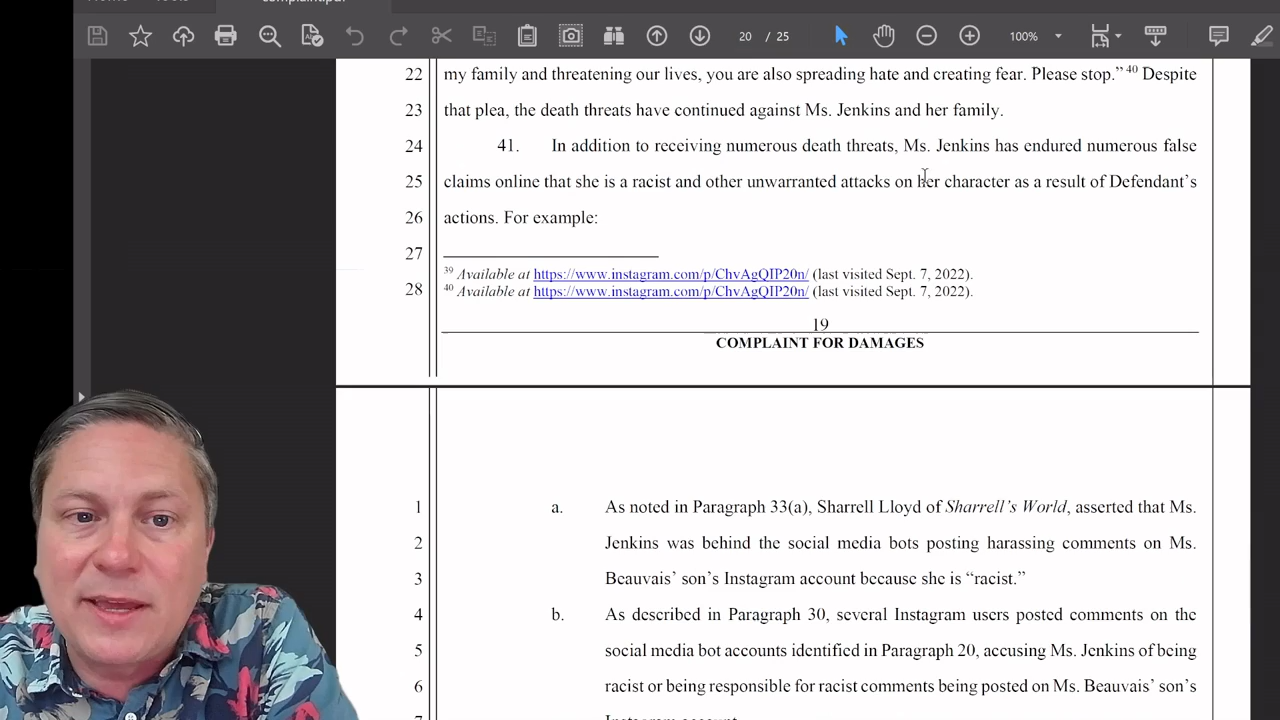 complaint.pdf
20 / 25
100%
22 my family and threatening our lives, you are also spreading hate and creating fear. Please stop.” 40 Despite
23 that plea, the death threats have continued against Ms. Jenkins and her family.
24 41. In addition to receiving numerous death threats, Ms. Jenkins has endured numerous false
25 claims online that she is a racist and other unwarranted attacks on her character as a result of Defendant’s
26 actions. For example:
27
39 Available at https://www.instagram.com/p/ChvAgQIP20n/ (last visited Sept. 7, 2022).
28 40 Available at https://www.instagram.com/p/ChvAgQIP20n/ (last visited Sept. 7, 2022).
19
COMPLAINT FOR DAMAGES
1 a. As noted in Paragraph 33(a), Sharrell Lloyd of Sharrell’s World, asserted that Ms.
2 Jenkins was behind the social media bots posting harassing comments on Ms.
3 Beauvais’ son’s Instagram account because she is “racist.”
4 b. As described in Paragraph 30, several Instagram users posted comments on the
5 social media bot accounts identified in Paragraph 20, accusing Ms. Jenkins of being
6 racist or being responsible for racist comments being posted on Ms. Beauvais’ son’s
Instagram account